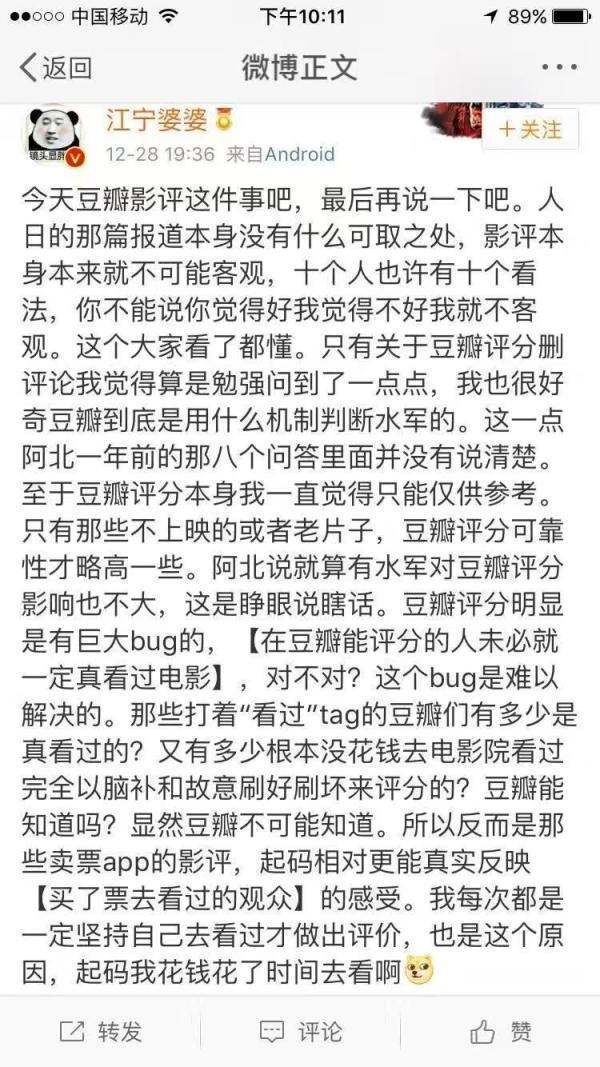 中国移动
下午10:11
89%
返回
微博正文
镜头显胖
江宁婆婆
+关注
12-28 19:36 来自Android
今天豆瓣影评这件事吧，最后再说一下吧。人
日的那篇报道本身没有什么可取之处，影评本
身本来就不可能客观，十个人也许有十个看
法，你不能说你觉得好我觉得不好我就不客
观。这个大家看了都懂。只有关于豆瓣评分删
评论我觉得算是勉强问到了一点点，我也很好
奇豆瓣到底是用什么机制判断水军的。这一点
阿北一年前的那八个问答里面并没有说清楚。
至于豆瓣评分本身我一直觉得只能仅供参考。
只有那些不上映的或者老片子，豆瓣评分可靠
性才略高一些。阿北说就算有水军对豆瓣评分
影响也不大，这是睁眼说瞎话。豆瓣评分明显
是有巨大bug的，【在豆瓣能评分的人未必就
一定真看过电影】，对不对？这个bug是难以
解决的。那些打着“看过”tag的豆瓣们有多少是
真看过的？又有多少根本没花钱去电影院看过
完全以脑补和故意刷好刷坏来评分的？豆瓣能
知道吗？显然豆瓣不可能知道。所以反而是那
些卖票app的影评，起码相对更能真实反映
【买了票去看过的观众】的感受。我每次都是
一定坚持自己去看过才做出评价，也是这个原
因，起码我花钱花了时间去看啊
转发
评论
赞